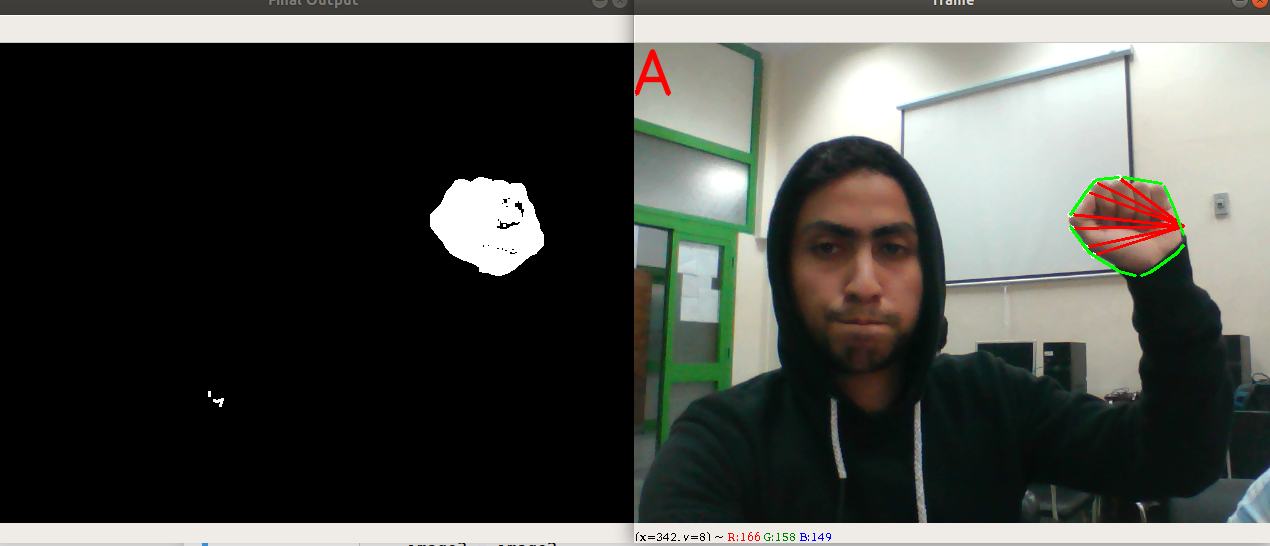 Final Output
frame
A
(x=342, y=8) ~ R:166 G:158 B:149